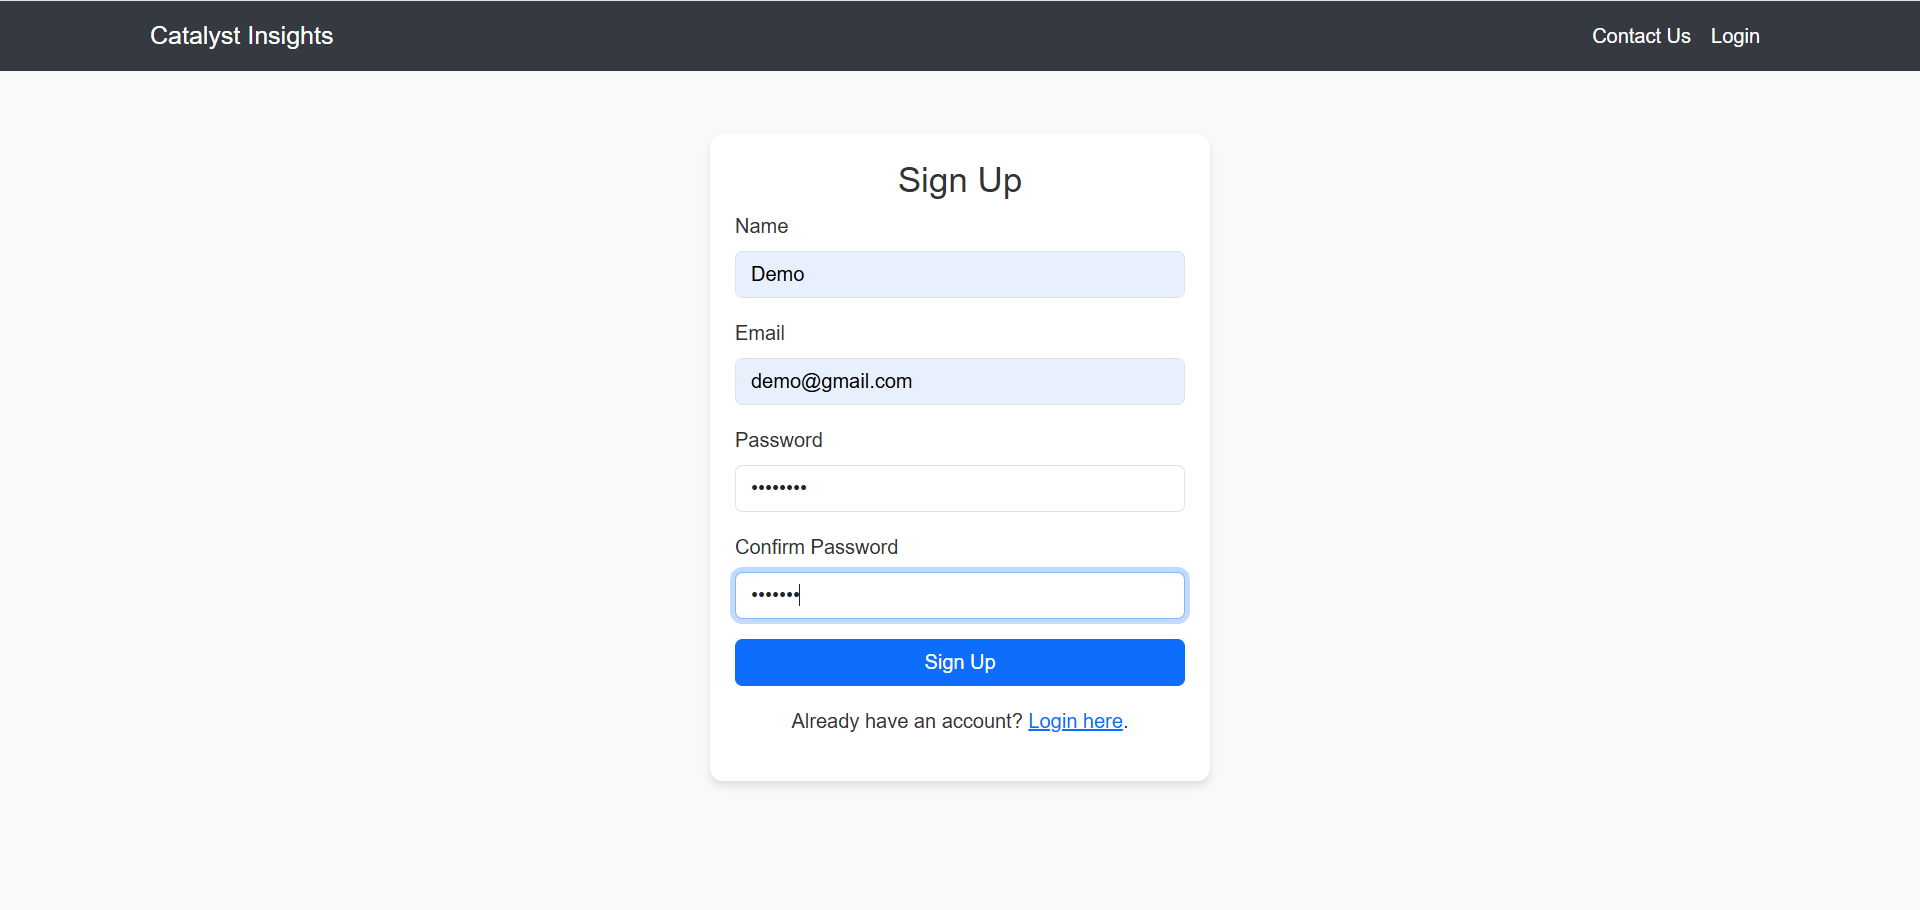 Catalyst Insights Contact Us Login
Sign Up
Name
Demo
Email
demo@gmail.com
Password
••••••••
Confirm Password
•••••••
Sign Up
Already have an account? Login here.